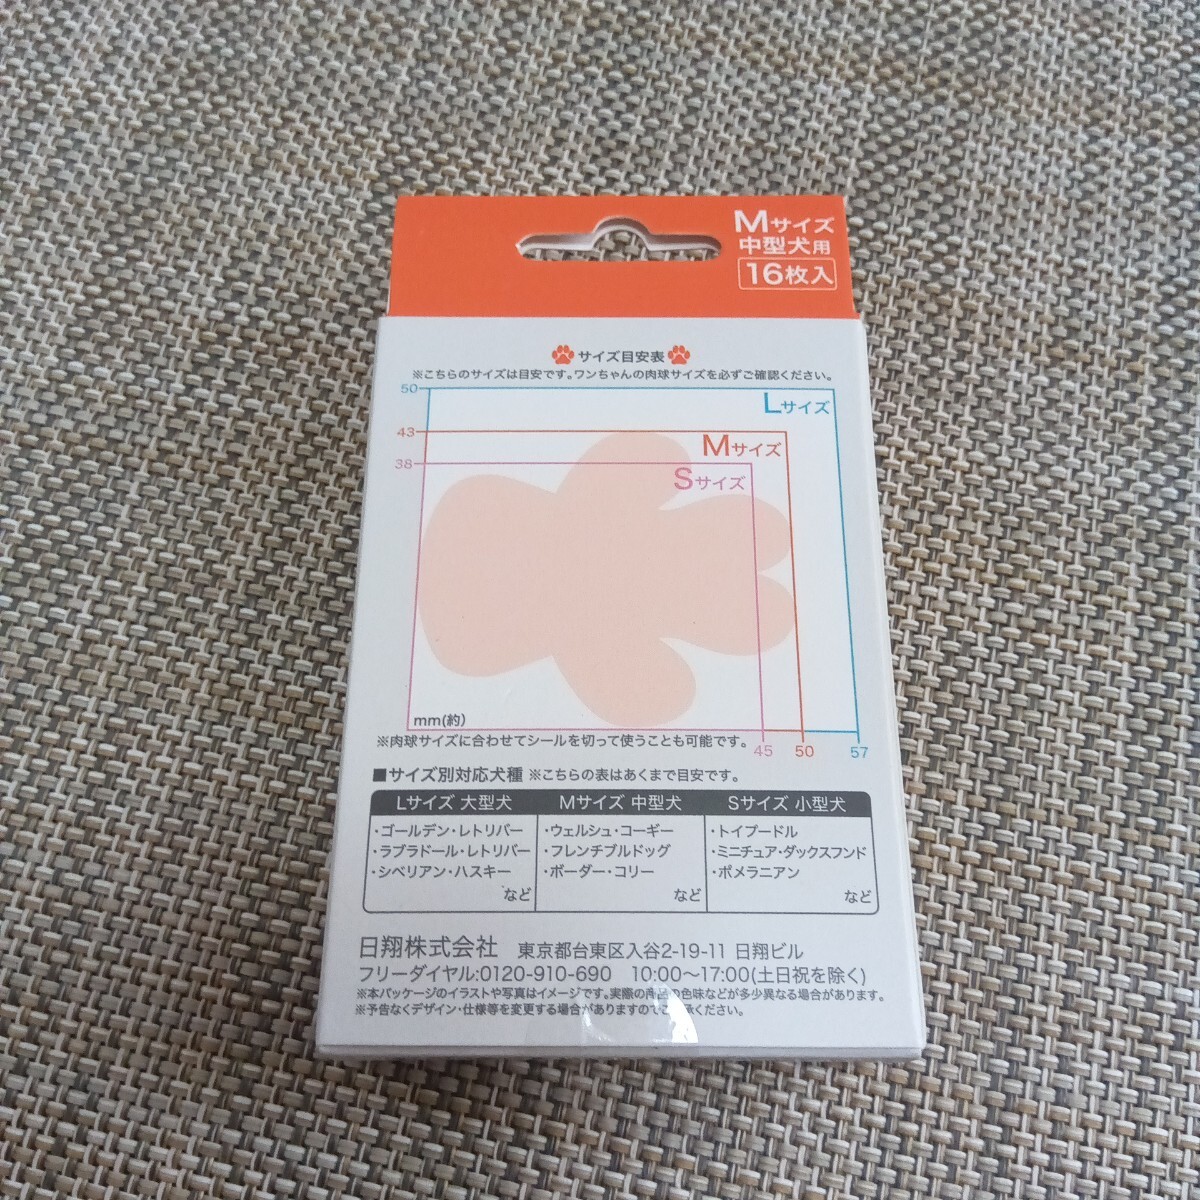 Mサイズ
中型犬用
16枚入
サイズ目安表
※こちらのサイズは目安です。ワンちゃんの肉球サイズを必ずご確認ください。
50
Lサイズ
43
Mサイズ
38
Sサイズ
mm(約)
※肉球サイズに合わせてシールを切って使うことも可能です。
45 50 57
■サイズ別対応犬種 ※こちらの表はあくまで目安です。
Lサイズ 大型犬 Mサイズ 中型犬 Sサイズ 小型犬
・ゴールデン・レトリバー ・ウェルシュ・コーギー ・トイプードル
・ラブラドール・レトリバー ・フレンチブルドッグ ・ミニチュア・ダックスフンド
・シベリアン・ハスキー ・ボーダー・コリー ・ポメラニアン
など など など
日翔株式会社 東京都台東区入谷2-19-11 日翔ビル
フリーダイヤル:0120-910-690 10:00〜17:00(土日祝を除く)
※本パッケージのイラストや写真はイメージです。実際の商品の色味などが多少異なる場合があります。
※予告なくデザイン・仕様等を変更する場合がありますのでご了承ください。